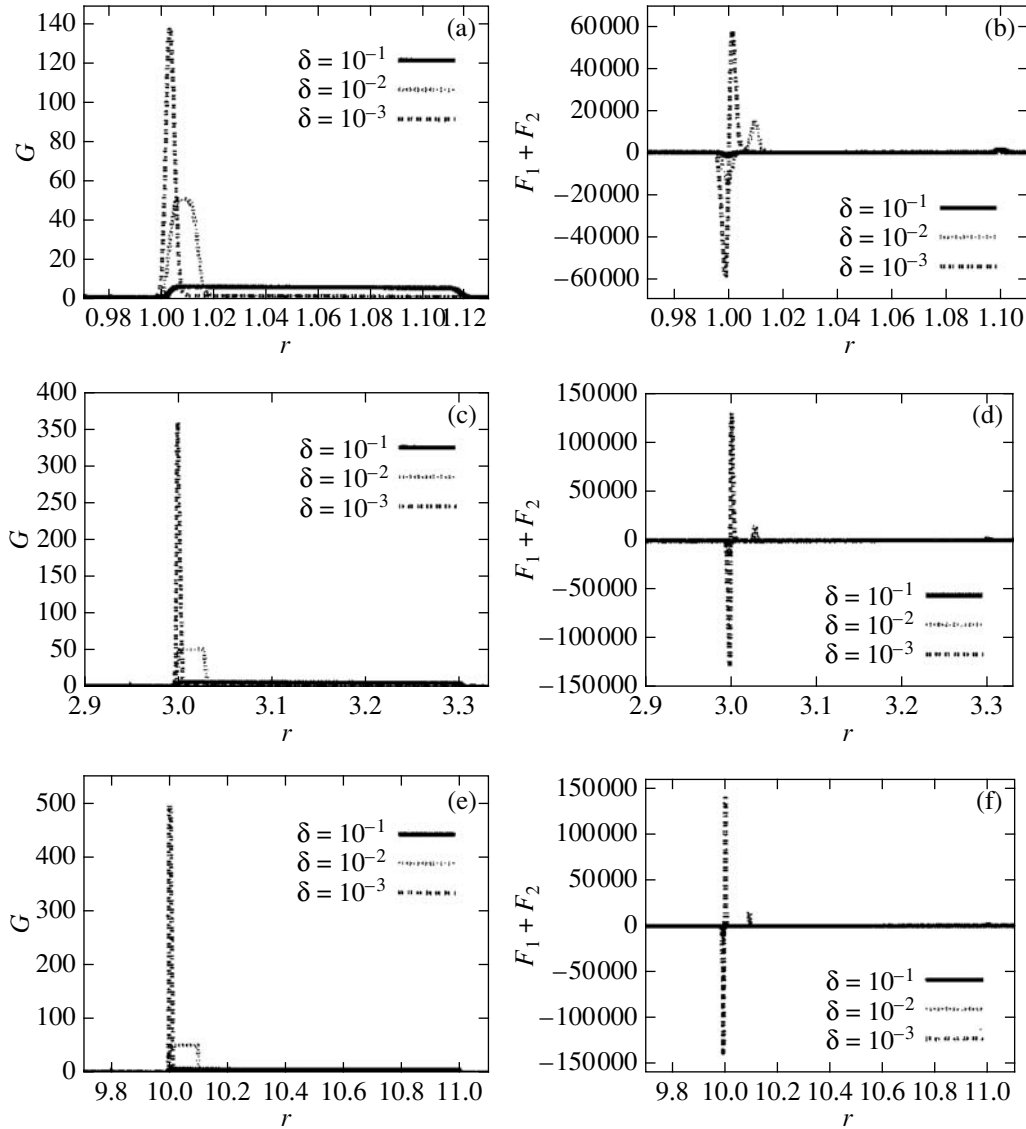 (a)
G
140
120
100
80
60
40
20
0
δ = 10⁻¹
δ = 10⁻²
δ = 10⁻³
0.98 1.00 1.02 1.04 1.06 1.08 1.10 1.12
r
(b)
F₁ + F₂
60000
40000
20000
0
−20000
−40000
−60000
δ = 10⁻¹
δ = 10⁻²
δ = 10⁻³
0.98 1.00 1.02 1.04 1.06 1.08 1.10
r
(c)
G
400
350
300
250
200
150
100
50
0
δ = 10⁻¹
δ = 10⁻²
δ = 10⁻³
2.9 3.0 3.1 3.2 3.3
r
(d)
F₁ + F₂
150000
100000
50000
0
−50000
−100000
−150000
δ = 10⁻¹
δ = 10⁻²
δ = 10⁻³
2.9 3.0 3.1 3.2 3.3
r
(e)
G
500
400
300
200
100
0
δ = 10⁻¹
δ = 10⁻²
δ = 10⁻³
9.8 10.0 10.2 10.4 10.6 10.8 11.0
r
(f)
F₁ + F₂
150000
100000
50000
0
−50000
−100000
−150000
δ = 10⁻¹
δ = 10⁻²
δ = 10⁻³
9.8 10.0 10.2 10.4 10.6 10.8 11.0
r